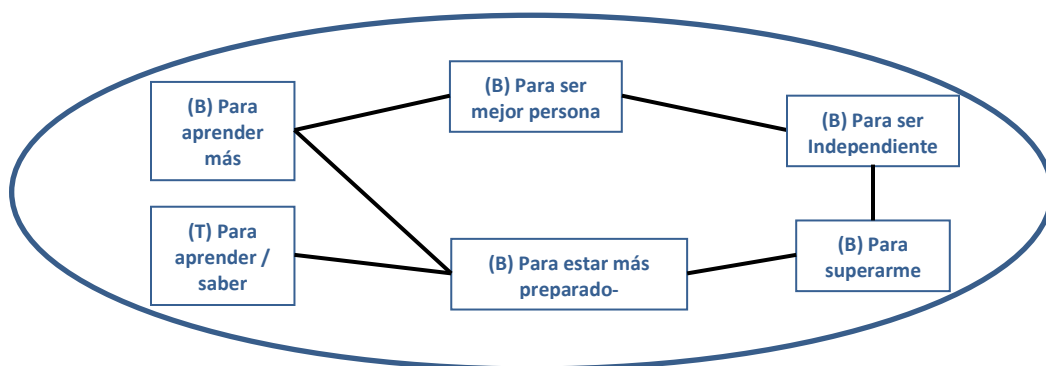 (B) Para
aprender
más
(B) Para ser
mejor persona
(B) Para ser
Independiente
(T) Para
aprender /
saber
(B) Para estar más
preparado-
(B) Para
superarme